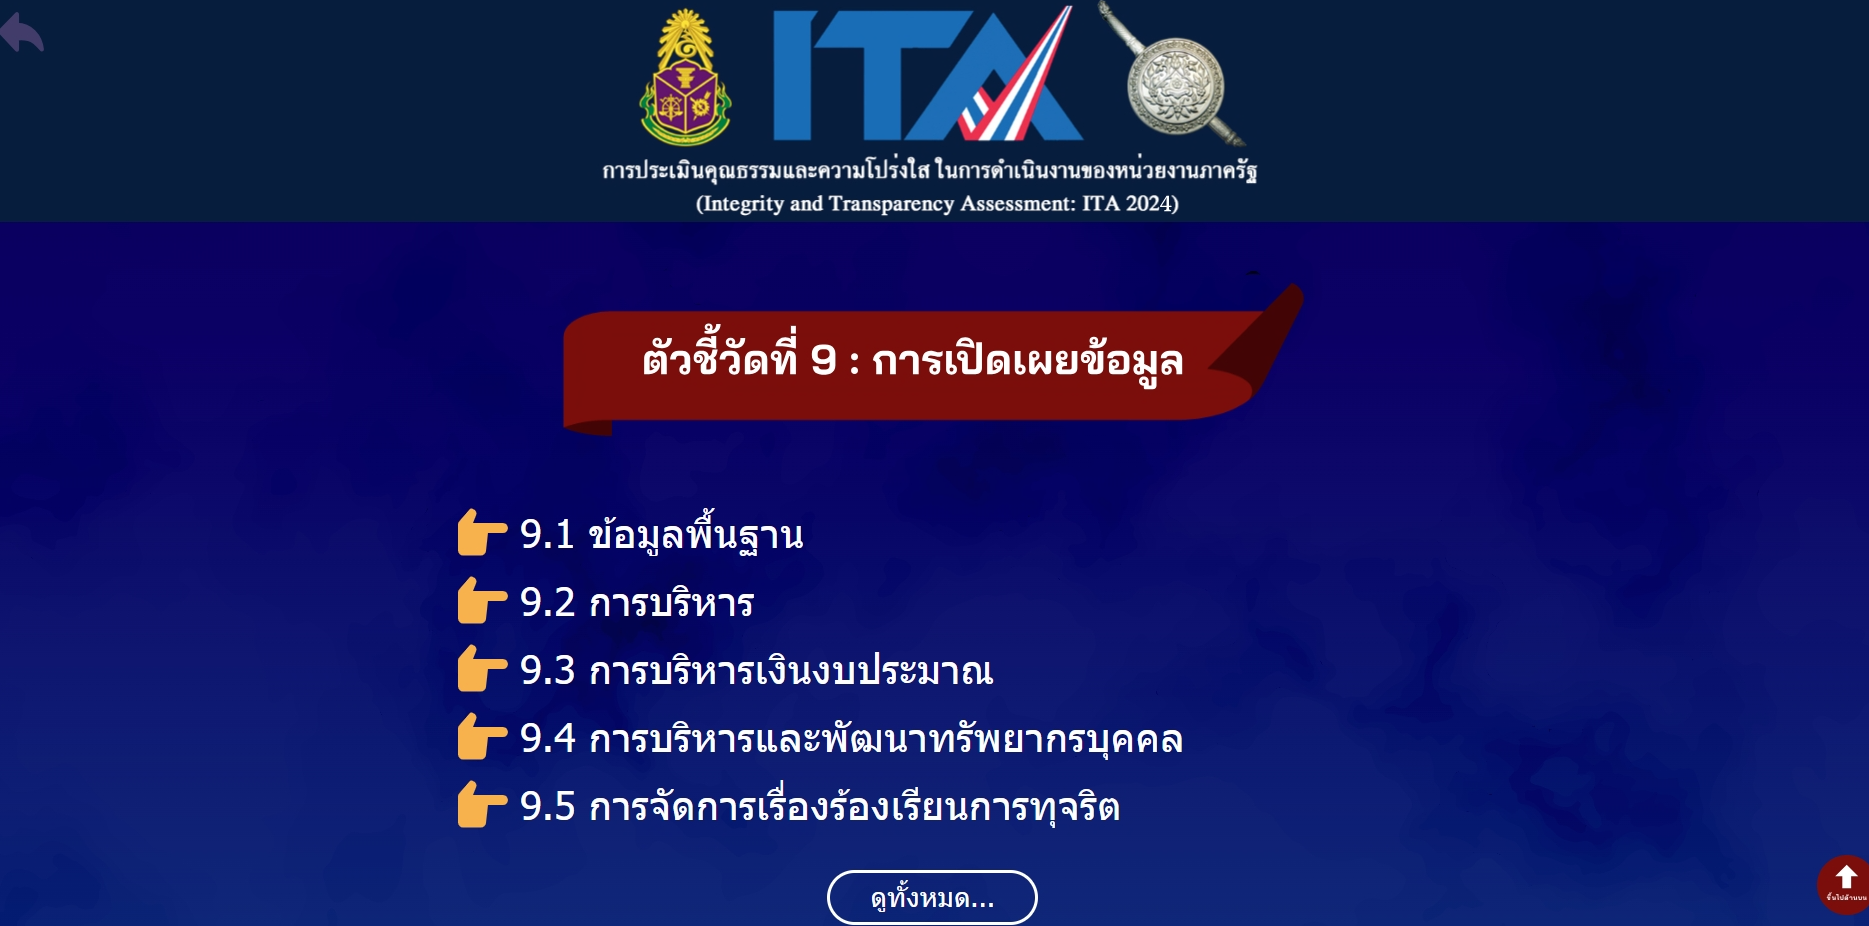 ITA
การประเมินคุณธรรมและความโปร่งใส ในการดำเนินงานของหน่วยงานภาครัฐ
(Integrity and Transparency Assessment: ITA 2024)
ตัวชี้วัดที่ 9 : การเปิดเผยข้อมูล
9.1 ข้อมูลพื้นฐาน
9.2 การบริหาร
9.3 การบริหารเงินงบประมาณ
9.4 การบริหารและพัฒนาทรัพยากรบุคคล
9.5 การจัดการเรื่องร้องเรียนการทุจริต
ดูทั้งหมด...
ขึ้นไปด้านบน